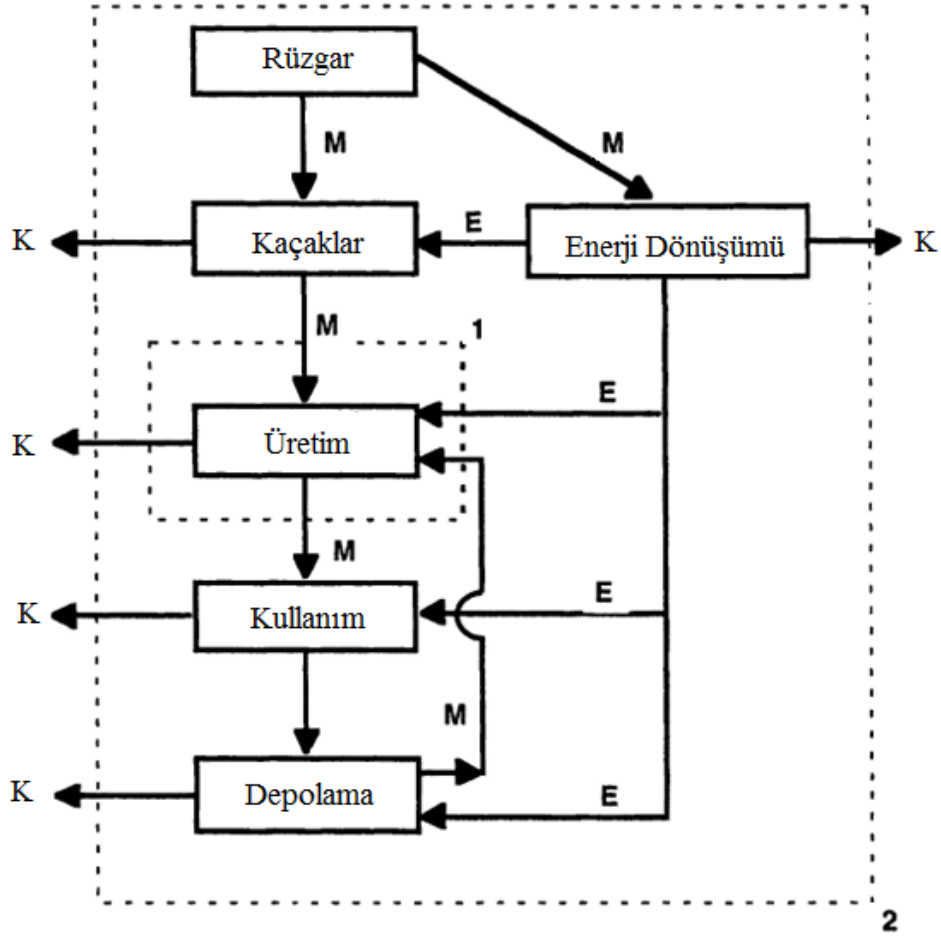 Rüzgar
M
M
K
Kaçaklar
E
Enerji Dönüşümü
K
M
1
E
K
Üretim
M
K
Kullanım
E
M
K
Depolama
E
2